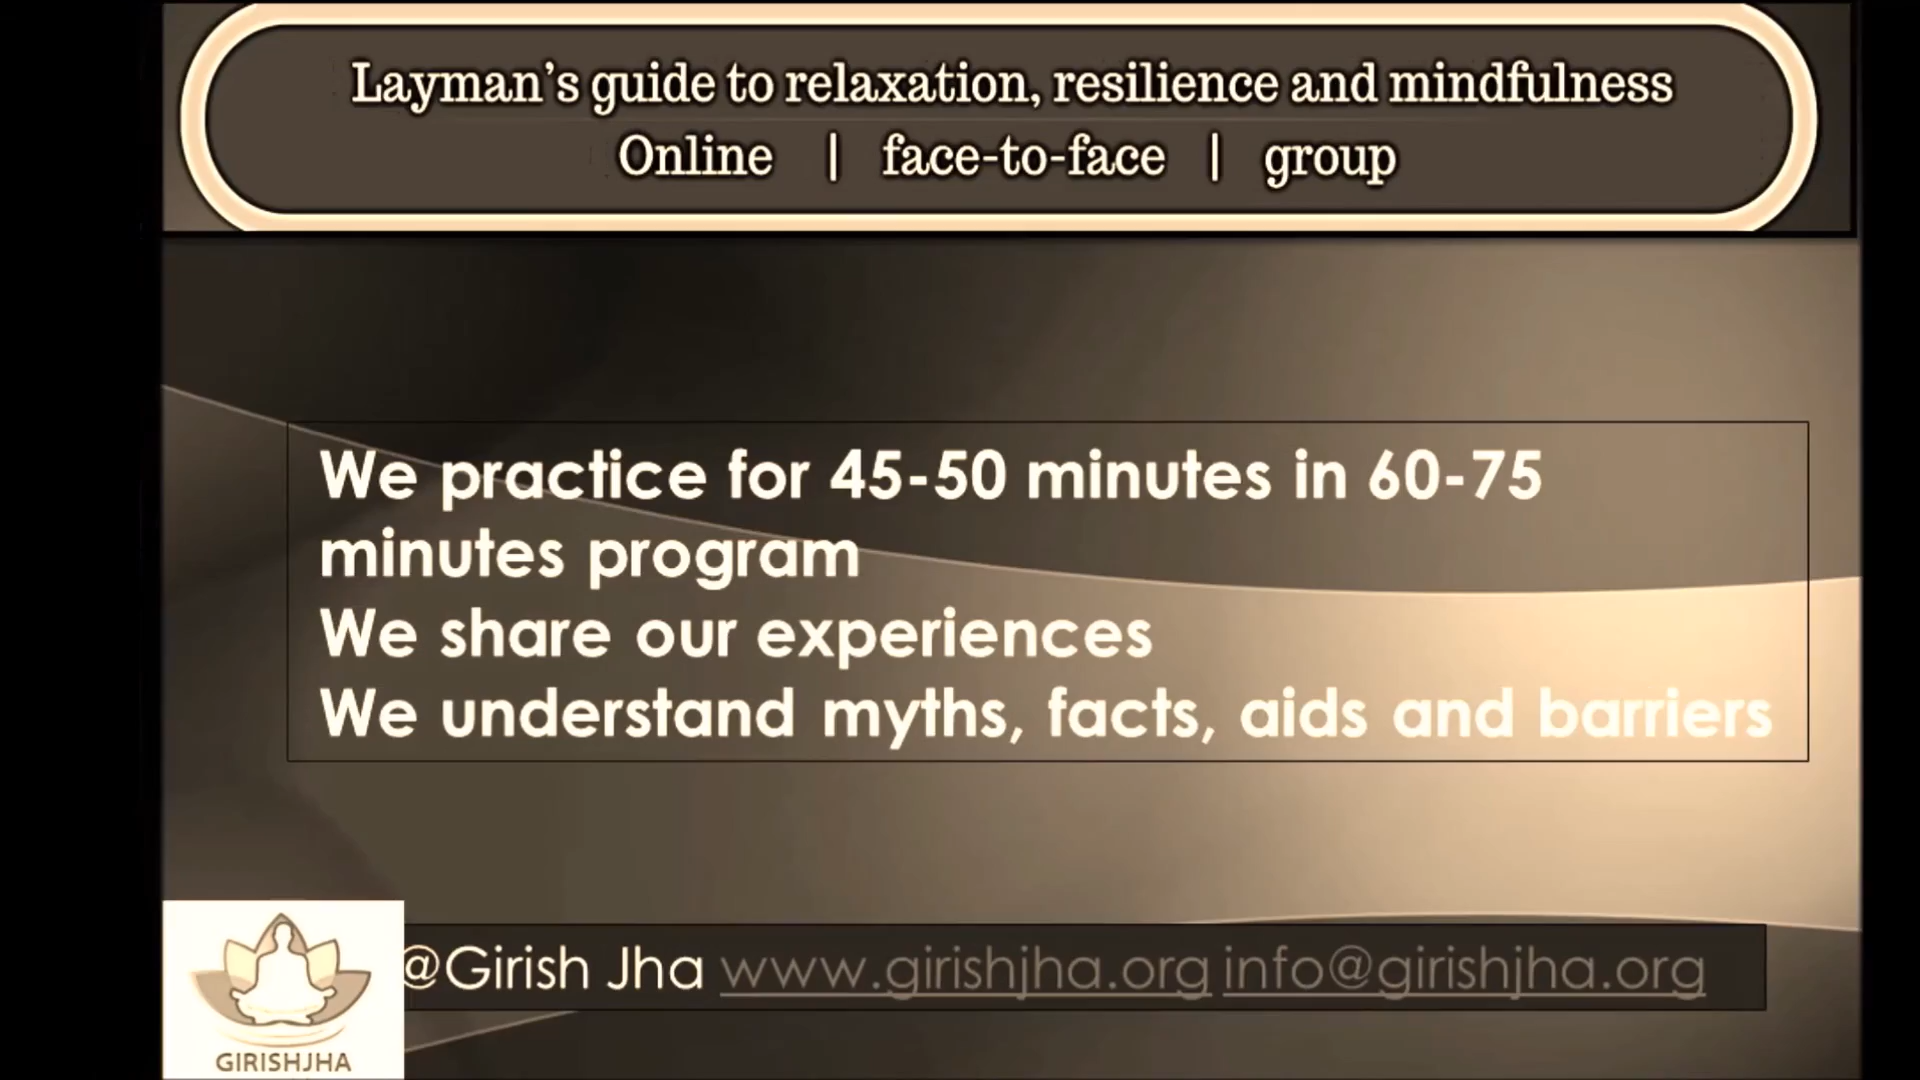 Layman's guide to relaxation, resilience and mindfulness
Online | face-to-face | group
We practice for 45-50 minutes in 60-75
minutes program
We share our experiences
We understand myths, facts, aids and barriers
@Girish Jha www.girishjha.org info@girishjha.org
GIRISHJHA